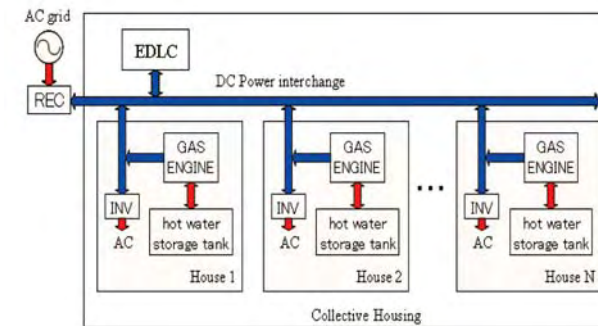 AC grid
EDLC
DC Power interchange
REC
GAS
ENGINE
INV
AC
hot water
storage tank
House 1
GAS
ENGINE
INV
AC
hot water
storage tank
House 2
...
GAS
ENGINE
INV
AC
hot water
storage tank
House N
Collective Housing